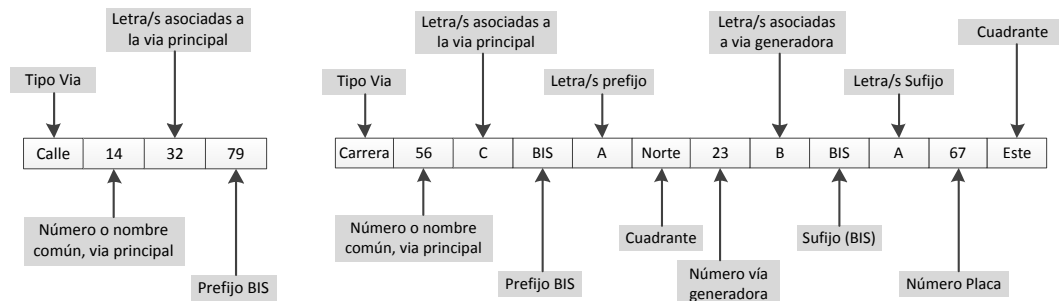 Letra/s asociadas a
la via principal
Tipo Via
Calle 14 32 79
Número o nombre
común, via principal
Prefijo BIS
Letra/s asociadas a
la via principal
Letra/s asociadas
a via generadora
Cuadrante
Tipo Via
Letra/s prefijo
Letra/s Sufijo
Carrera 56 C BIS A Norte 23 B BIS A 67 Este
Número o nombre
común, via principal
Cuadrante
Sufijo (BIS)
Prefijo BIS
Número vía
generadora
Número Placa